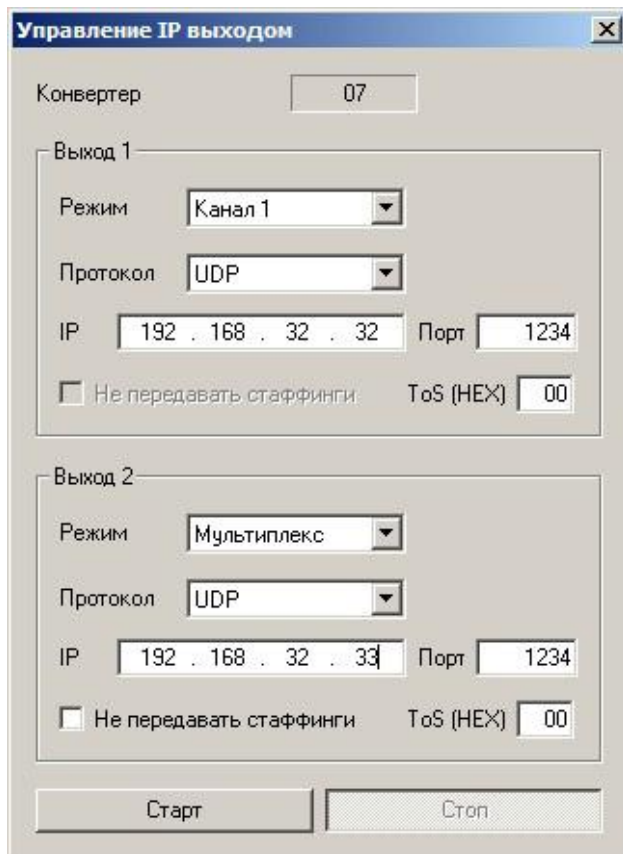 Управление IP выходом
Конвертер 07
Выход 1
Режим Канал 1
Протокол UDP
IP 192 . 168 . 32 . 32 Порт 1234
Не передавать стаффинги ToS (HEX) 00
Выход 2
Режим Мультиплекс
Протокол UDP
IP 192 . 168 . 32 . 33 Порт 1234
Не передавать стаффинги ToS (HEX) 00
Старт Стоп